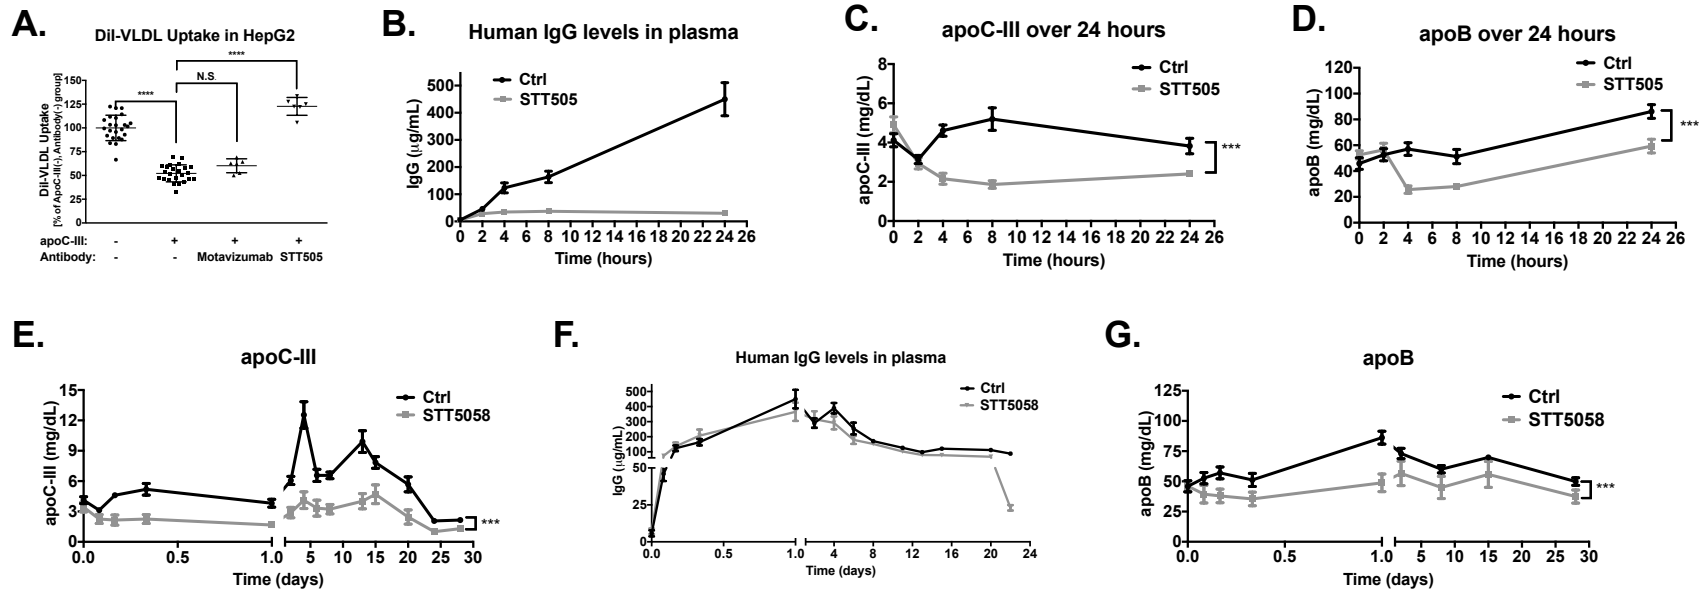 A.
DiI-VLDL Uptake in HepG2
****
N.S.
****
DiI-VLDL Uptake
[% of ApoC-III(-), Antibody(-) group]
150
125
100
75
50
25
0
apoC-III: - + + +
Antibody: - - Motavizumab STT505
B.
Human IgG levels in plasma
Ctrl
STT505
IgG (μg/mL)
500
400
300
200
100
0
0 2 4 6 8 10 12 14 16 18 20 22 24 26
Time (hours)
C.
apoC-III over 24 hours
Ctrl
STT505
apoC-III (mg/dL)
8
6
4
2
0
***
0 2 4 6 8 10 12 14 16 18 20 22 24 26
Time (hours)
D.
apoB over 24 hours
Ctrl
STT505
apoB (mg/dL)
120
100
80
60
40
20
0
***
0 2 4 6 8 10 12 14 16 18 20 22 24 26
Time (hours)
E.
apoC-III
Ctrl
STT5058
apoC-III (mg/dL)
15
12
9
6
3
0
***
0.0 0.5 1.0 5 10 15 20 25 30
Time (days)
F.
Human IgG levels in plasma
Ctrl
STT5058
IgG (μg/mL)
500
400
300
200
100
50
25
0
0.0 0.5 1.0 4 8 12 16 20 24
Time (days)
G.
apoB
Ctrl
STT5058
apoB (mg/dL)
125
100
75
50
25
0
***
0.0 0.5 1.0 5 10 15 20 25 30
Time (days)